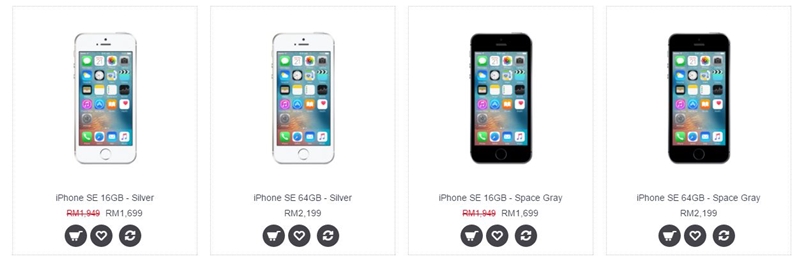 iPhone SE 16GB - Silver
RM1,949 RM1,699
iPhone SE 64GB - Silver
RM2,199
iPhone SE 16GB - Space Gray
RM1,949 RM1,699
iPhone SE 64GB - Space Gray
RM2,199